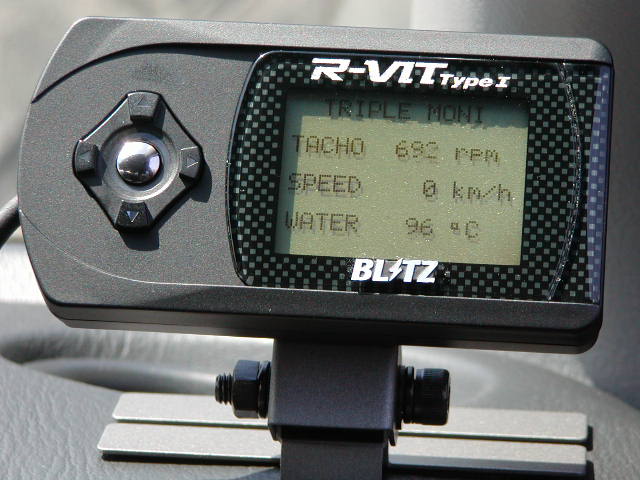 R-VIT Type I
TRIPLE MONI
TACHO 692 rpm
SPEED 0 km/h
WATER 96 °C
BLITZ